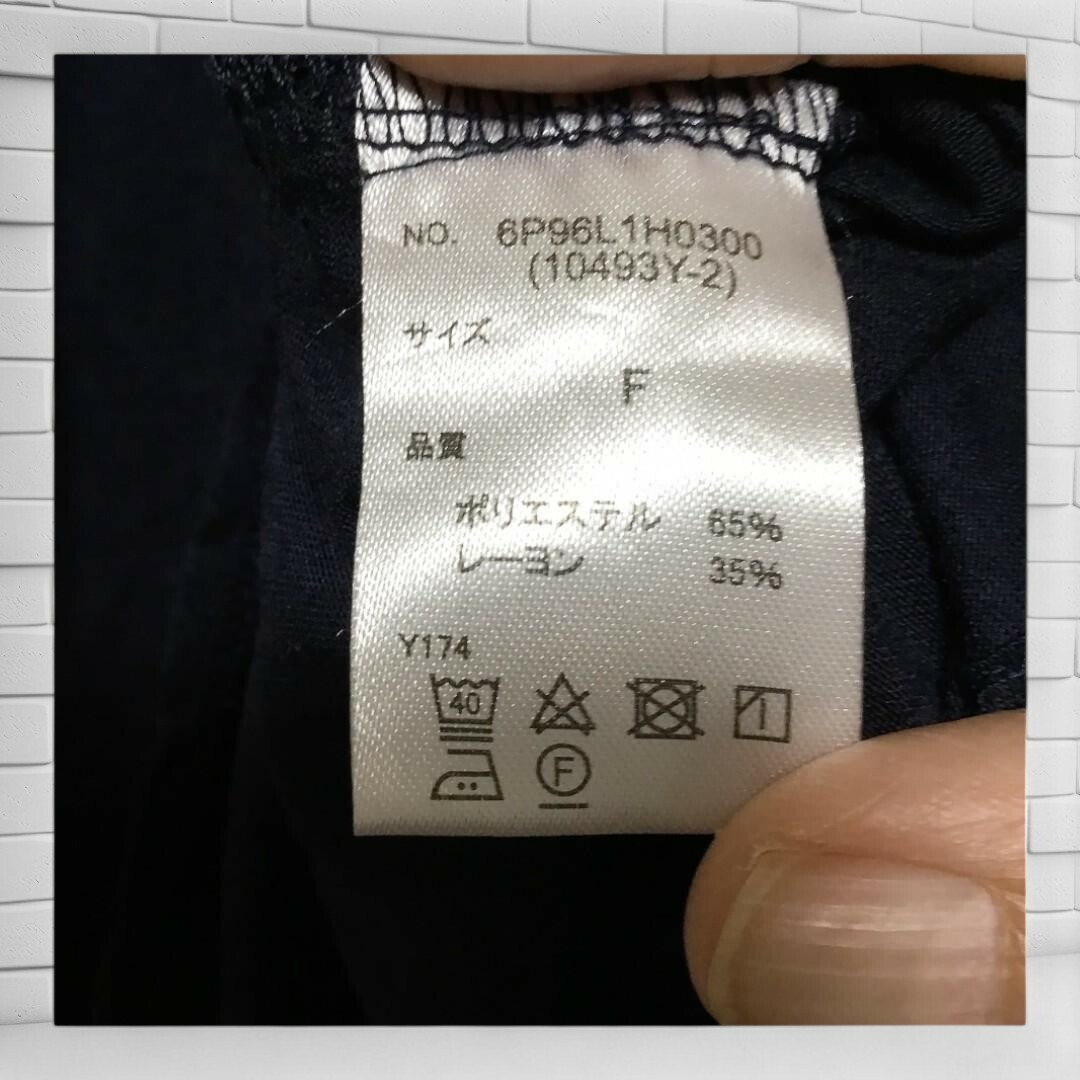 NO. 6P96L1H0300
(10493Y-2)
サイズ
F
品質
ポリエステル 65%
レーヨン 35%
Y174
40
F